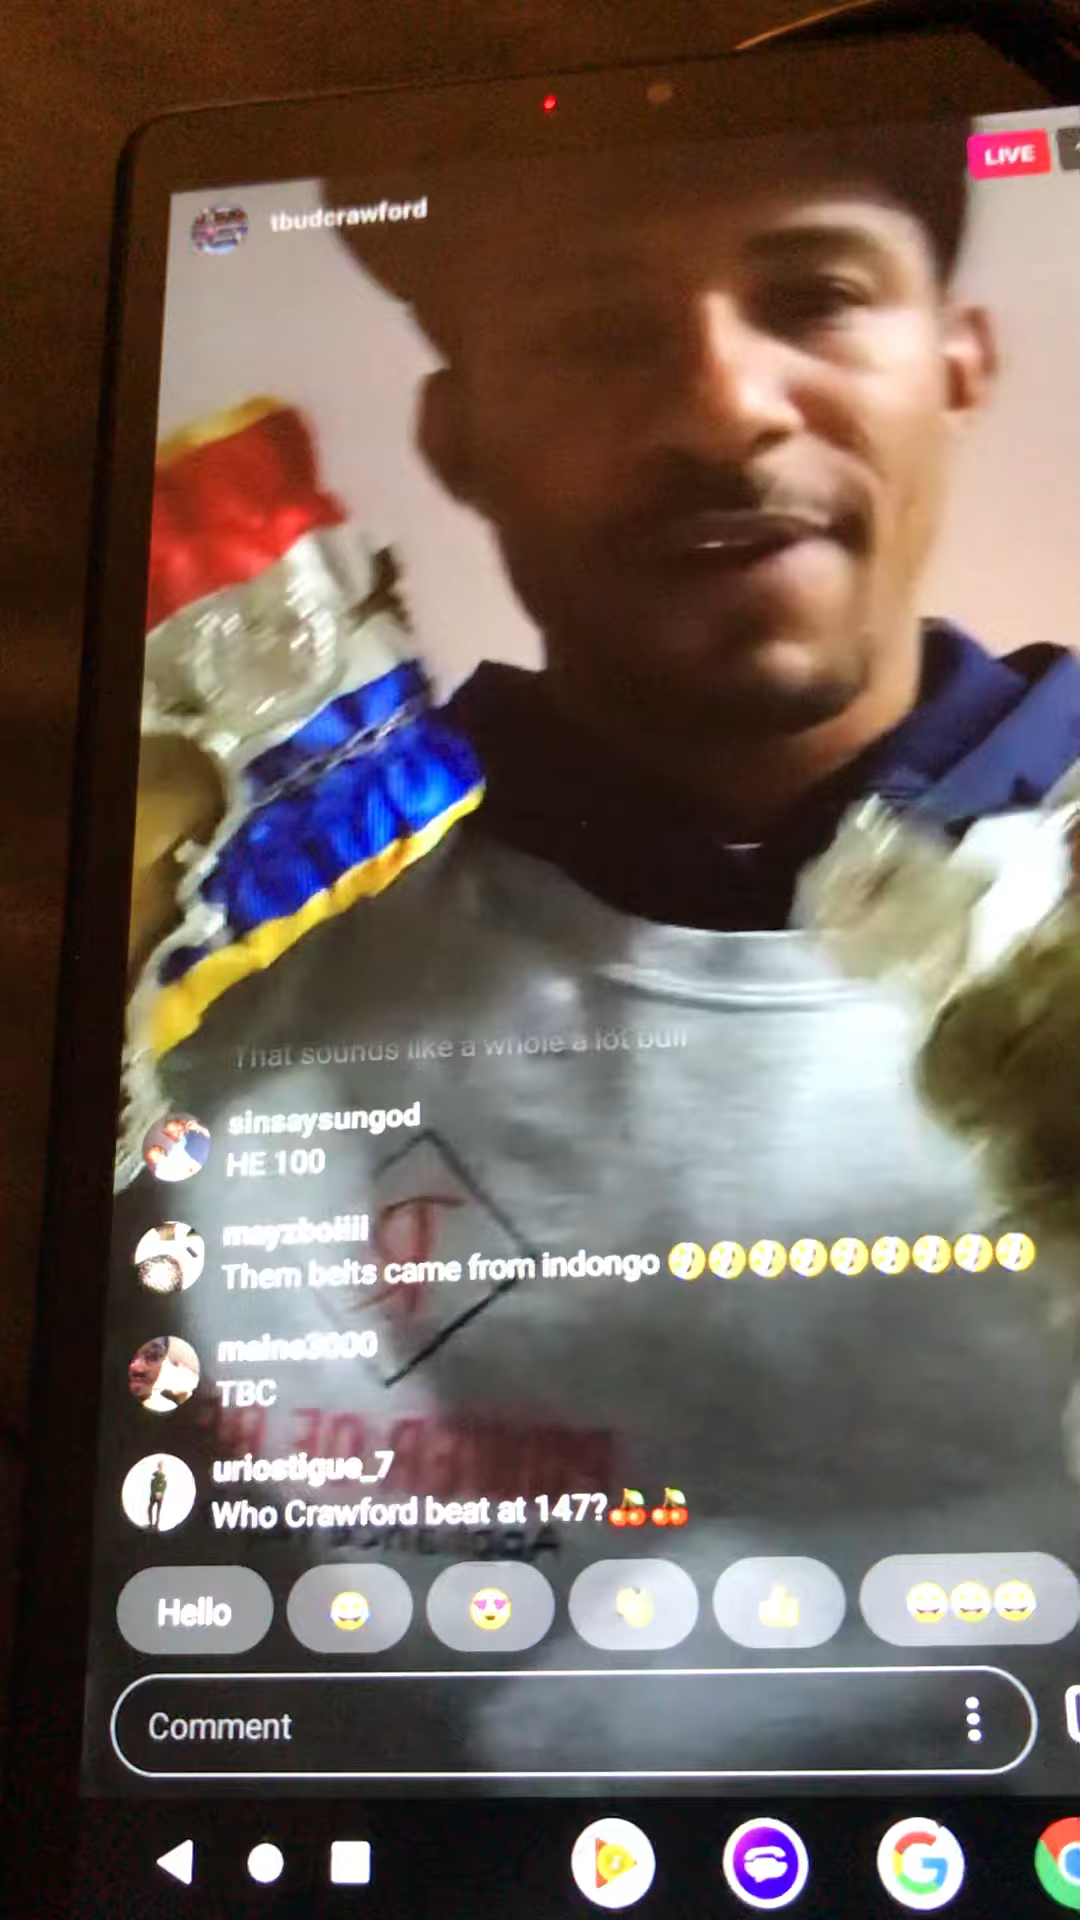 LIVE
tbudcrawford
That sounds like a whole a lot bull
sinsaysungod
HE 100
mayzboiiii
Them belts came from indongo 🤣🤣🤣🤣🤣🤣🤣🤣🤣
maine3000
TBC
uriostigue_7
Who Crawford beat at 147?🍒🍒
Hello
Comment